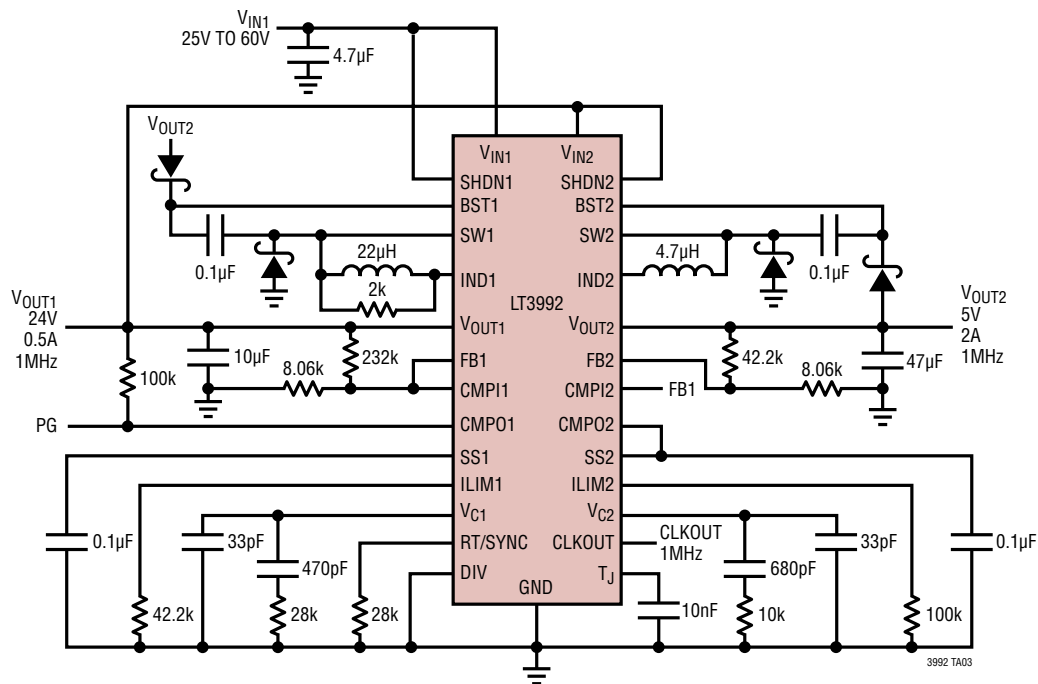 VIN1
25V TO 60V
4.7µF
VOUT2
VIN1
VIN2
SHDN1
SHDN2
BST1
BST2
SW1
SW2
0.1µF
22µH
4.7µH
0.1µF
IND1
IND2
2k
LT3992
VOUT1
24V
0.5A
1MHz
VOUT1
VOUT2
VOUT2
5V
2A
1MHz
10µF
232k
FB1
FB2
42.2k
47µF
100k
8.06k
8.06k
CMPI1
CMPI2
FB1
PG
CMPO1
CMPO2
SS1
SS2
ILIM1
ILIM2
VC1
VC2
0.1µF
33pF
RT/SYNC
CLKOUT
CLKOUT
1MHz
33pF
0.1µF
470pF
680pF
DIV
TJ
GND
42.2k
28k
28k
10nF
10k
100k
3992 TA03